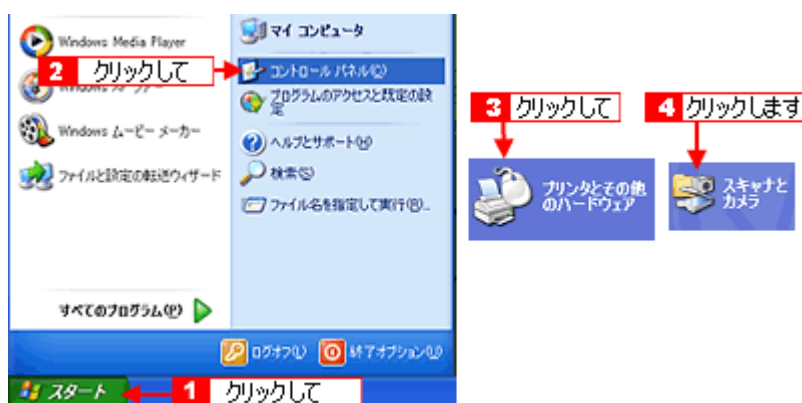 Windows Media Player
2 クリックして
Windows ムービー メーカー
ファイルと設定の転送ウィザード
すべてのプログラム(P)
マイ コンピュータ
コントロール パネル(C)
プログラムのアクセスと既定の設
定
ヘルプとサポート(H)
検索(S)
ファイル名を指定して実行(R)...
ログオフ(L)
終了オプション(U)
スタート
1 クリックして
3 クリックして
プリンタとその他
のハードウェア
4 クリックします
スキャナと
カメラ